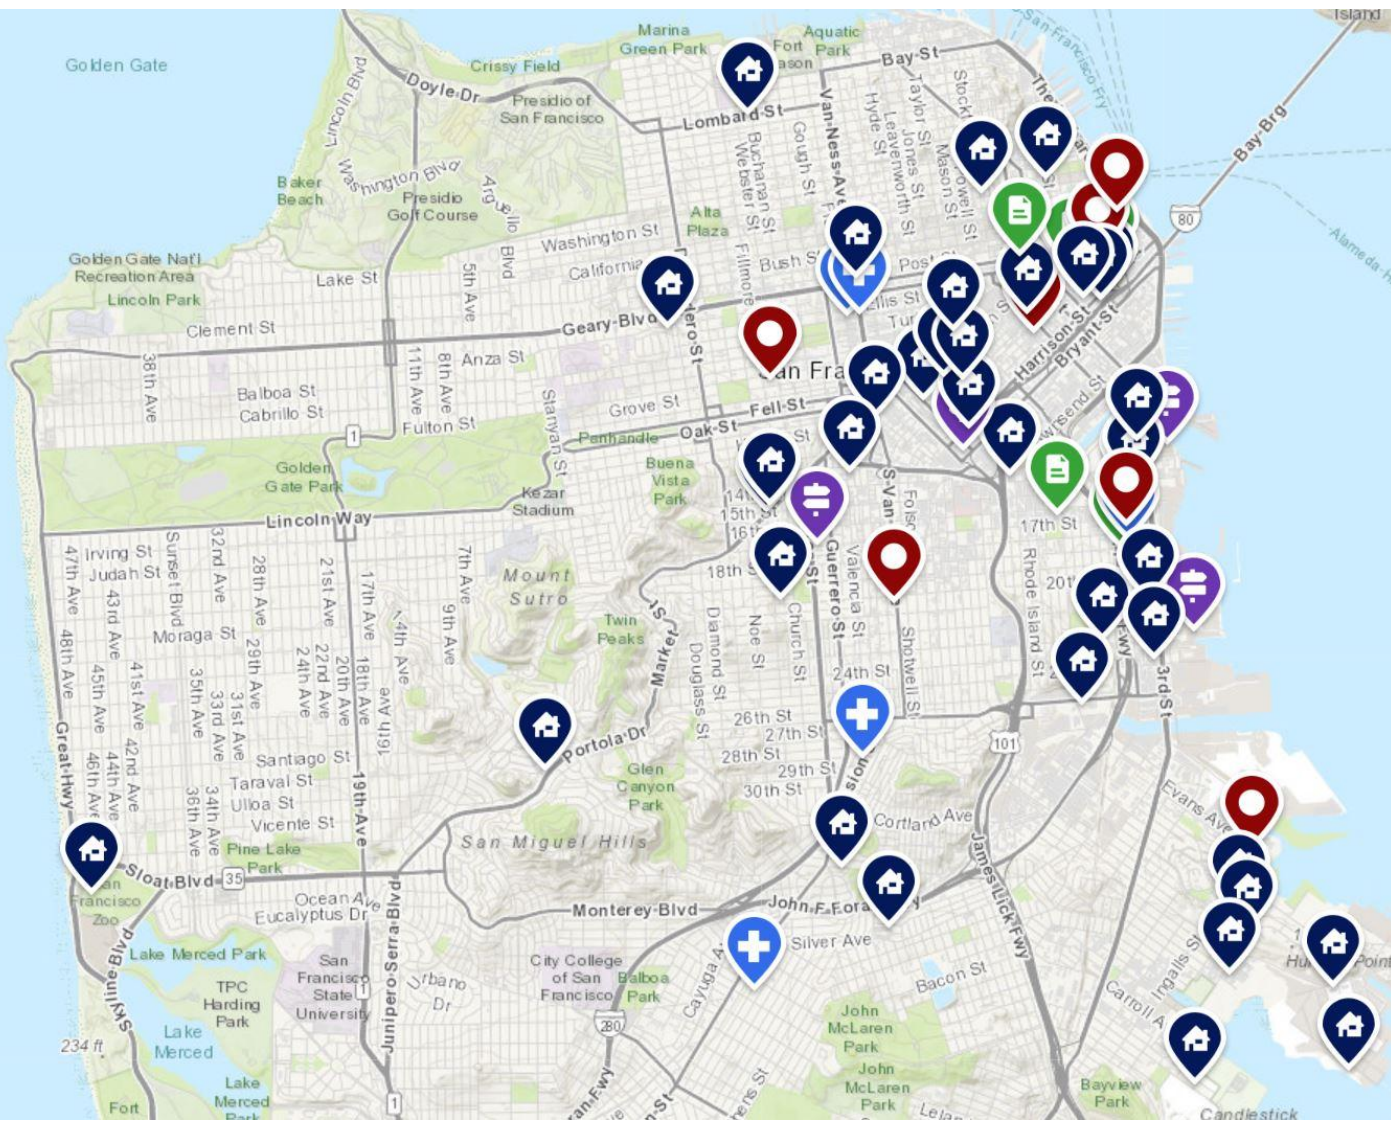 Island
Golden Gate
Marina
Green Park
Aquatic
Park
Fort
ason
Bay-St
Crissy Field
Doyle-Dr
Lincoln Blvd
Presidio of
San Francisco
Lombard-St
Van-Ness-Ave
Hyde St
Taylor St
Jones St
Leavenworth St
Mason St
Bay-Brg
Washington Blvd
Baker
Beach
Presidio
Golf Course
Buchanan St
Webster St
Gough St
Alta
Plaza
80
Alameda-
Washington St
California
Golden Gate Nat'l
Recreation Area
Lake St
5th Ave
Fillmore
Bush St
Post
Lincoln Park
Ellis St
Clement St
Geary-Blvd
Harrison-St
Bryant-St
38th Ave
Anza St
11th Ave
8th Ave
an Fra
Balboa St
Cabrillo St
Stanyan St
Grove St
Fell-St
Fulton St
Oak-St
1
Panhandle
Golden
Gate Park
Buena
Vista
Park
Kezar
Stadium
S-Van
Lincoln Way
15th St
17th St
Irving St
Judah St
47th Ave
Sunset Blvd
32nd Ave
28th Ave
21st Ave
17th Ave
7th Ave
Mount
Sutro
18th
Guerrero-St
Valencia St
Rhode Island St
43rd Ave
14th Ave
9th Ave
Twin
Peaks
Market
Diamond St
Noe St
Church St
Moraga St
48th Ave
45th Ave
41st Ave
35th Ave
33rd Ave
31st Ave
29th Ave
24th Ave
22nd Ave
20th Ave
18th Ave
16th Ave
Douglass St
Shotwell St
24th St
3rd St
26th St
27th St
28th St
29th St
30th St
101
Portola-Dr
Great-Hwy
46th Ave
44th Ave
42nd Ave
36th Ave
34th Ave
Santiago St
Taraval St
Ulloa St
Vicente St
19th-Ave
Glen
Canyon
Park
Evans Ave
Cortland Ave
San Miguel Hills
James-Lick-Fwy
Pine Lake
Park
Sloat-Blvd
35
an
Francisco
Zoo
Ocean Ave
Eucalyptus Dr
Monterey-Blvd
John-F-Fora
Silver Ave
Lake Merced Park
San
Francisco
State
University
1
Junipero-Serra-Blvd
Urbano
Dr
City College
of San
Francisco
Balboa
Park
Cayuga A
Bacon St
Ingalls S
Carroll A
Hu
Point
TPC
Harding
Park
Skyline-Blvd
280
Lake
Merced
234 ft
John
McLaren
Park
John
McLaren
Park
Lake
Merced
Park
Fort
1
Bayview
Park
Candlestick